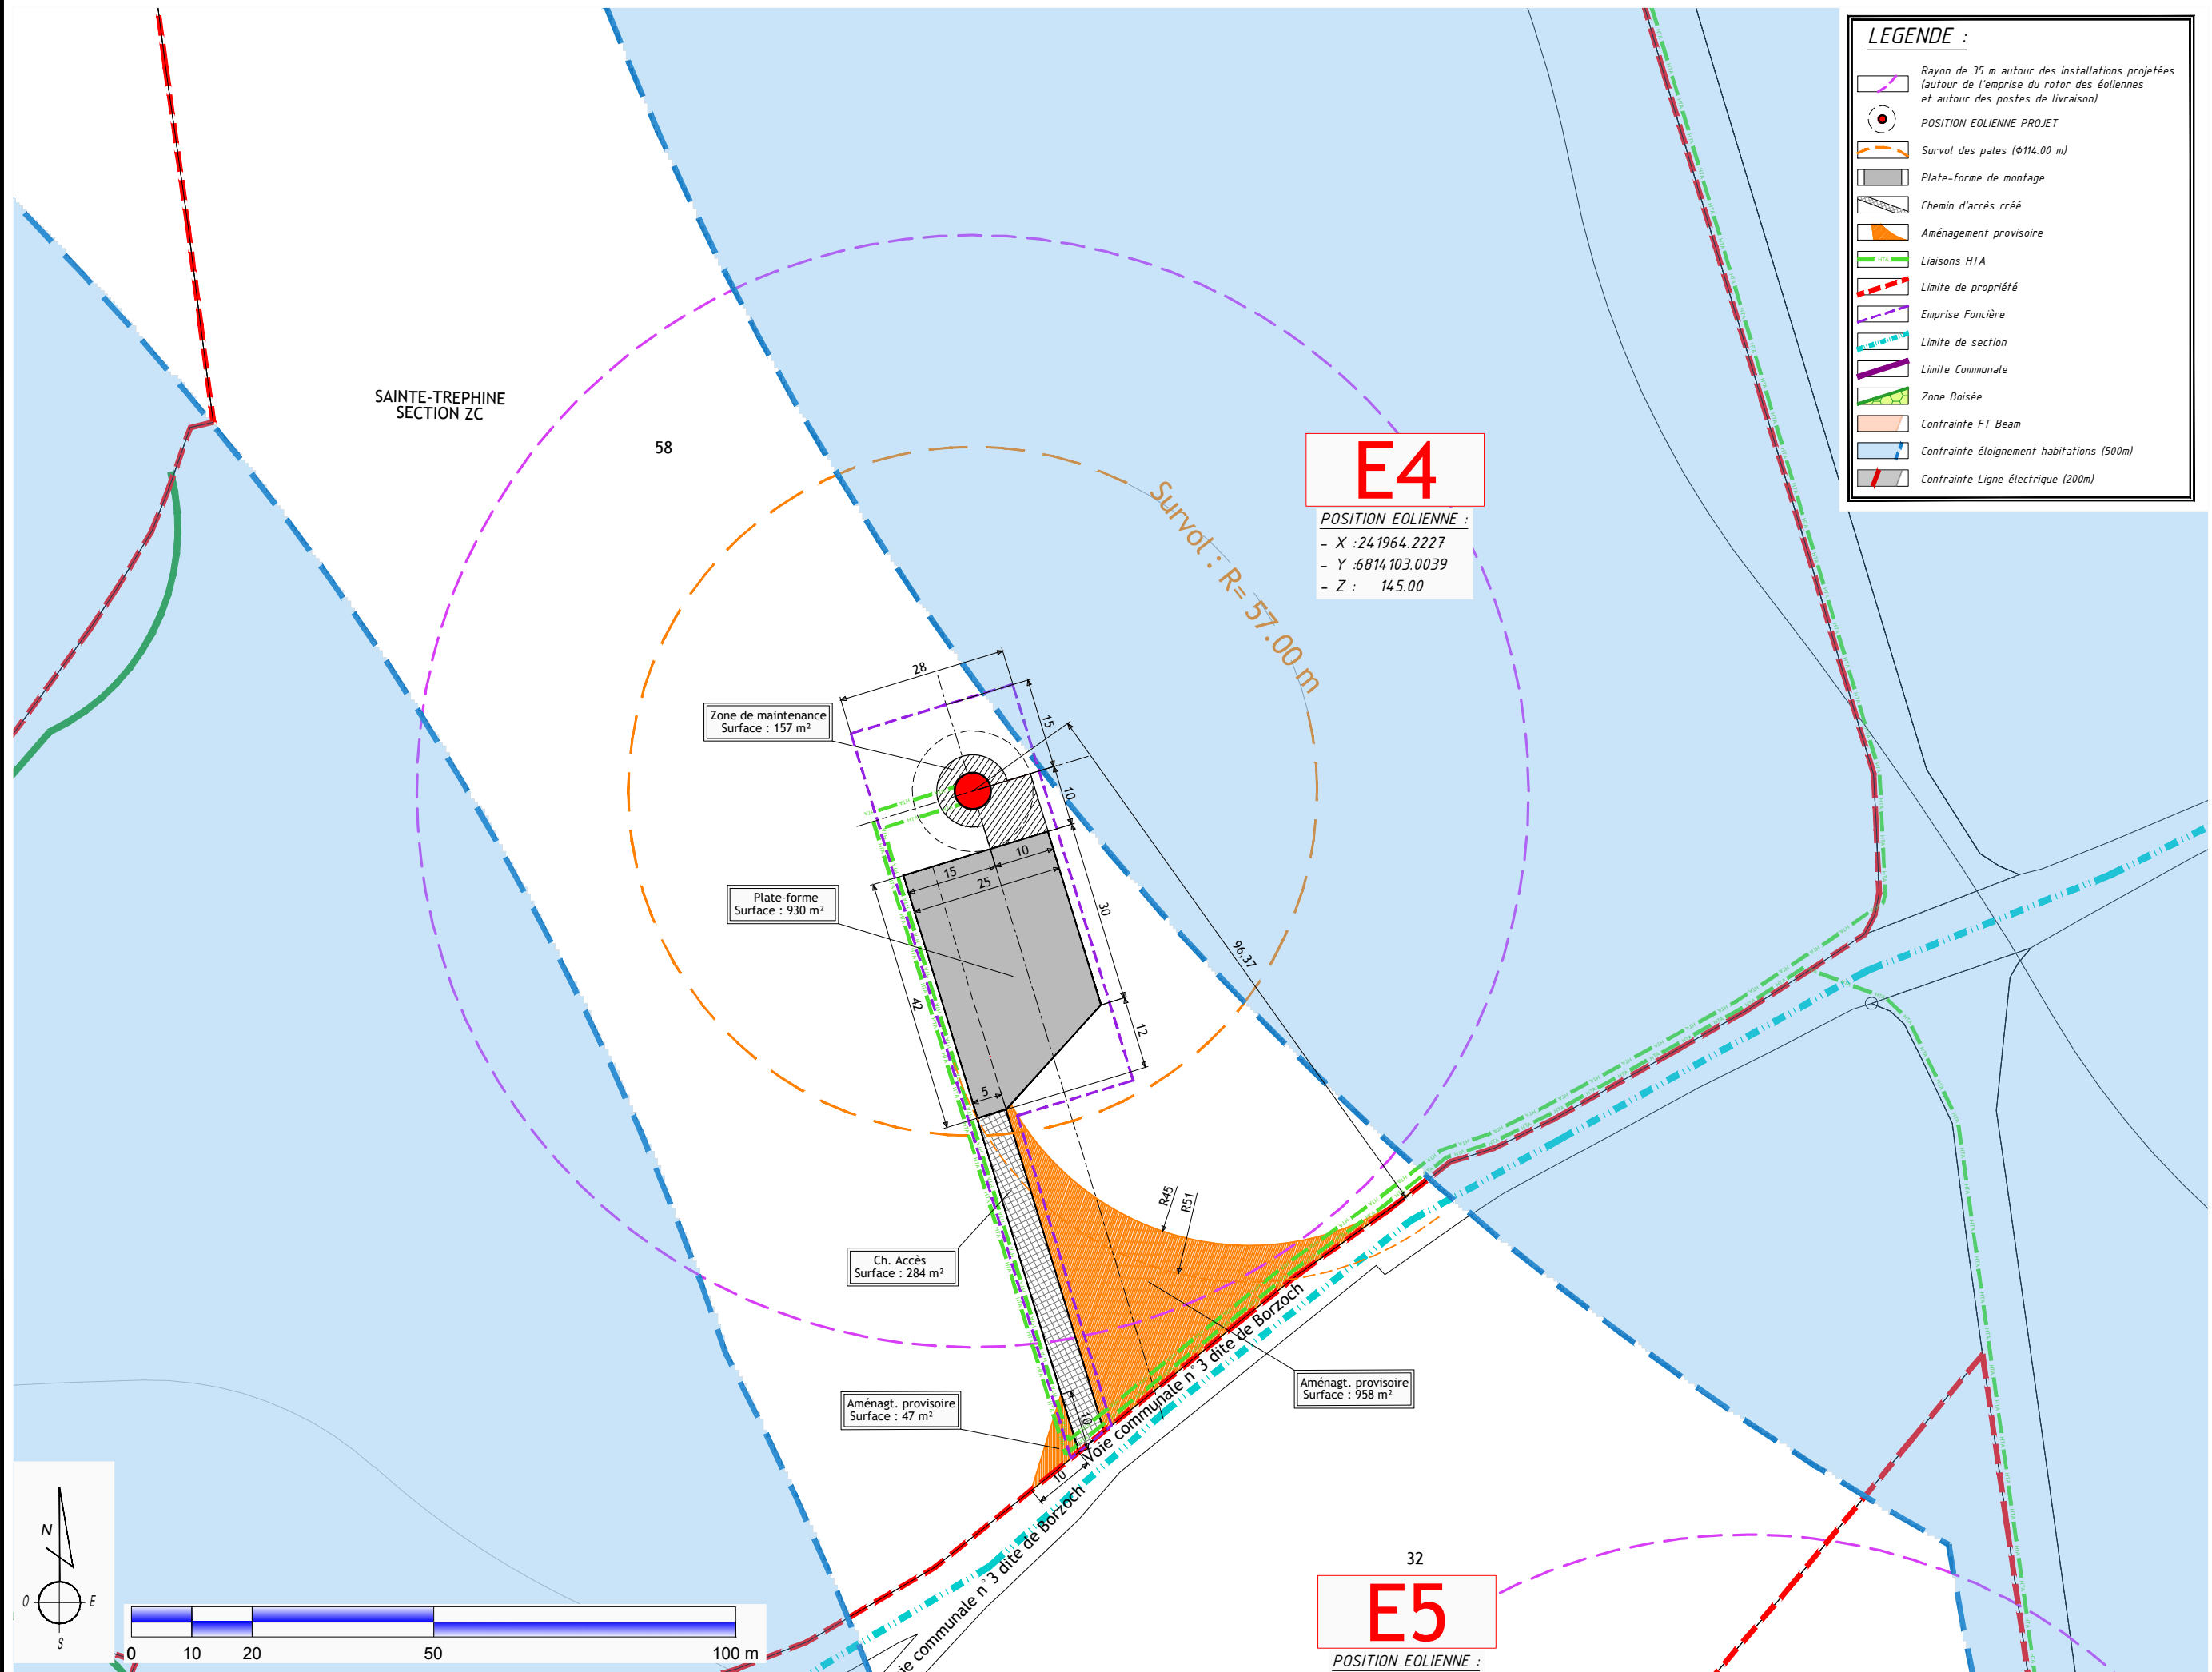 LEGENDE :
Rayon de 35 m autour des installations projetées
(autour de l'emprise du rotor des éoliennes
et autour des postes de livraison)
POSITION EOLIENNE PROJET
Survol des pales (Φ114.00 m)
Plate-forme de montage
Chemin d'accès créé
Aménagement provisoire
HTA
Liaisons HTA
Limite de propriété
Emprise Foncière
Limite de section
Limite Communale
Zone Boisée
Contrainte FT Beam
Contrainte éloignement habitations (500m)
Contrainte Ligne électrique (200m)
SAINTE-TREPHINE
SECTION ZC
58
E4
POSITION EOLIENNE :
- X :241964.2227
- Y :6814103.0039
- Z : 145.00
Survol : R= 57.00 m
28
15
10
Zone de maintenance
Surface : 157 m²
10
15
25
30
Plate-forme
Surface : 930 m²
96,37
42
12
5
R45
R51
Ch. Accès
Surface : 284 m²
Aménagt. provisoire
Surface : 958 m²
Aménagt. provisoire
Surface : 47 m²
10
10
Voie communale n°3 dite de Borzoch
ie communale n°3 dite de Borzoch
32
E5
POSITION EOLIENNE :
N
O
E
S
0
10
20
50
100 m